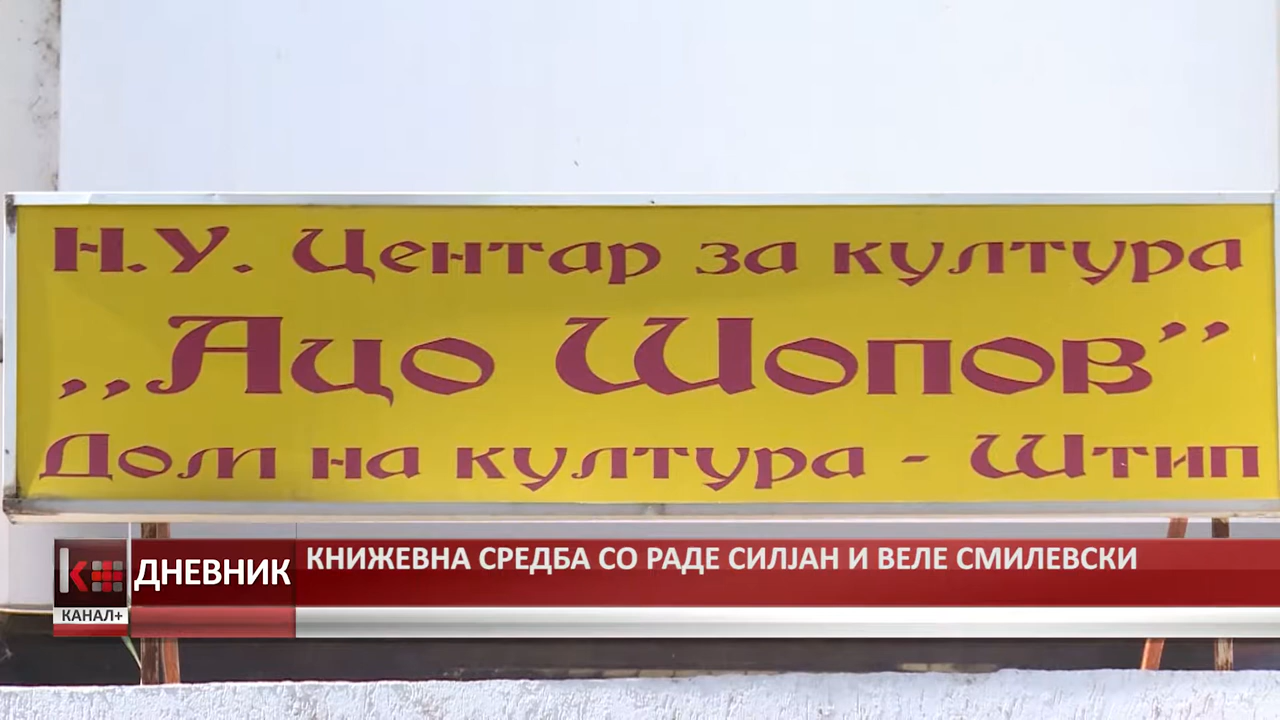 Н.У. Центар за култура
„Ацо Шопов”
Дом на култура - Штип
КНИЖЕВНА СРЕДБА СО РАДЕ СИЛЈАН И ВЕЛЕ СМИЛЕВСКИ
ДНЕВНИК
К
КАНАЛ+